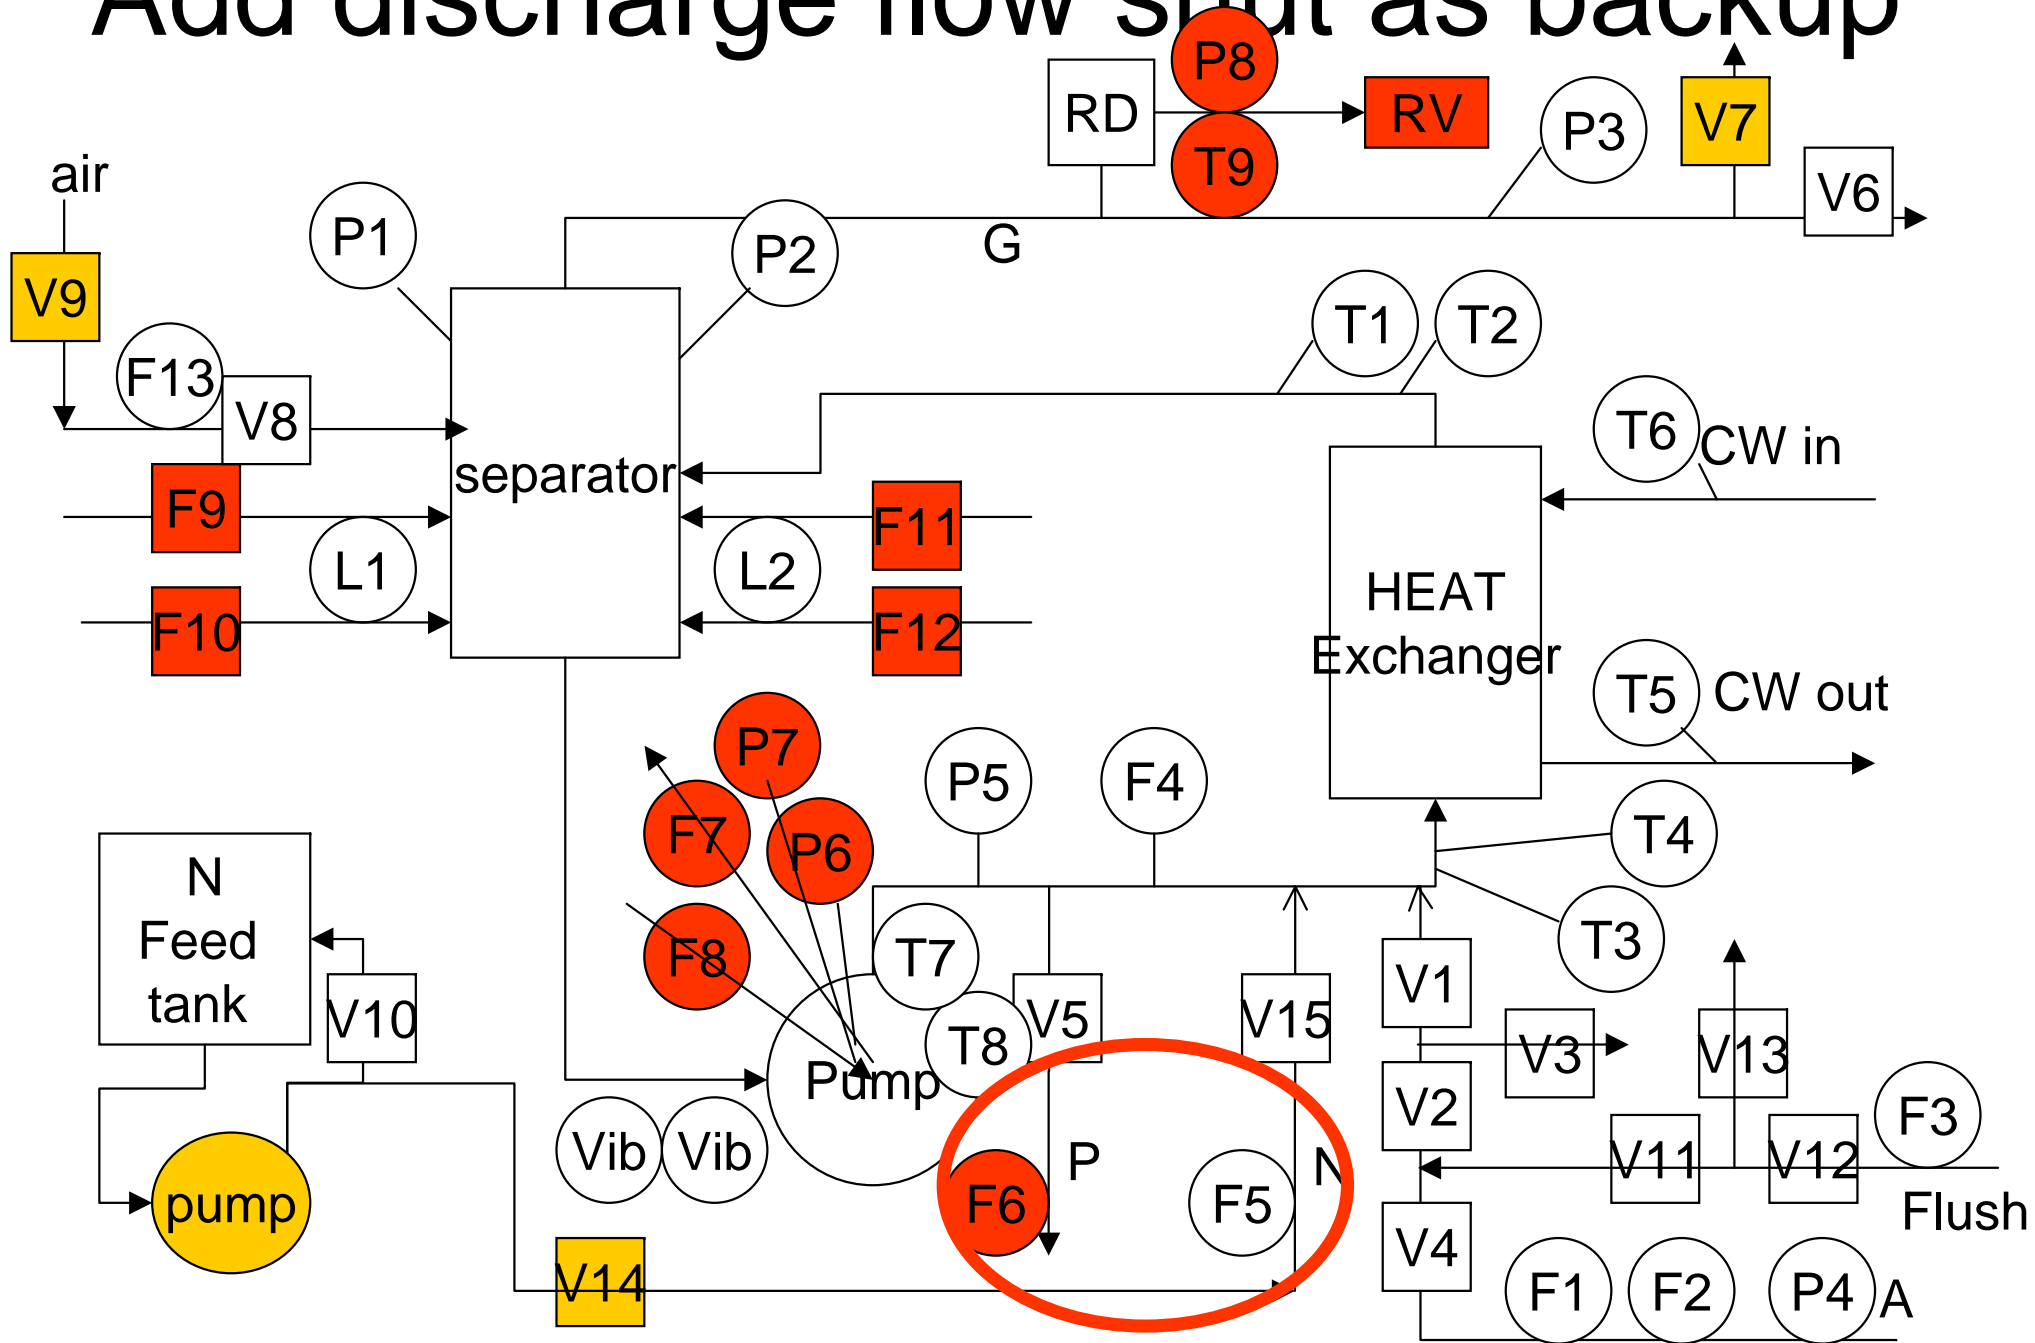 Add discharge flow shut as backup
P8
RD
RV
P3
V7
T9
air
V6
P1
P2
G
V9
T1
T2
F13
V8
T6
CW in
separator
F9
F11
L1
L2
HEAT
Exchanger
F10
F12
T5
CW out
P7
P5
F4
F7
P6
T4
N
Feed
tank
F8
T7
T3
V1
V10
V5
V15
T8
V3
V13
Pump
V2
F3
Vib
Vib
P
N
V11
V12
pump
F6
F5
Flush
V4
V14
F1
F2
P4
A